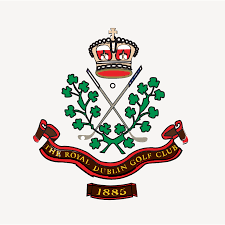 THE ROYAL DUBLIN GOLF CLUB
1885